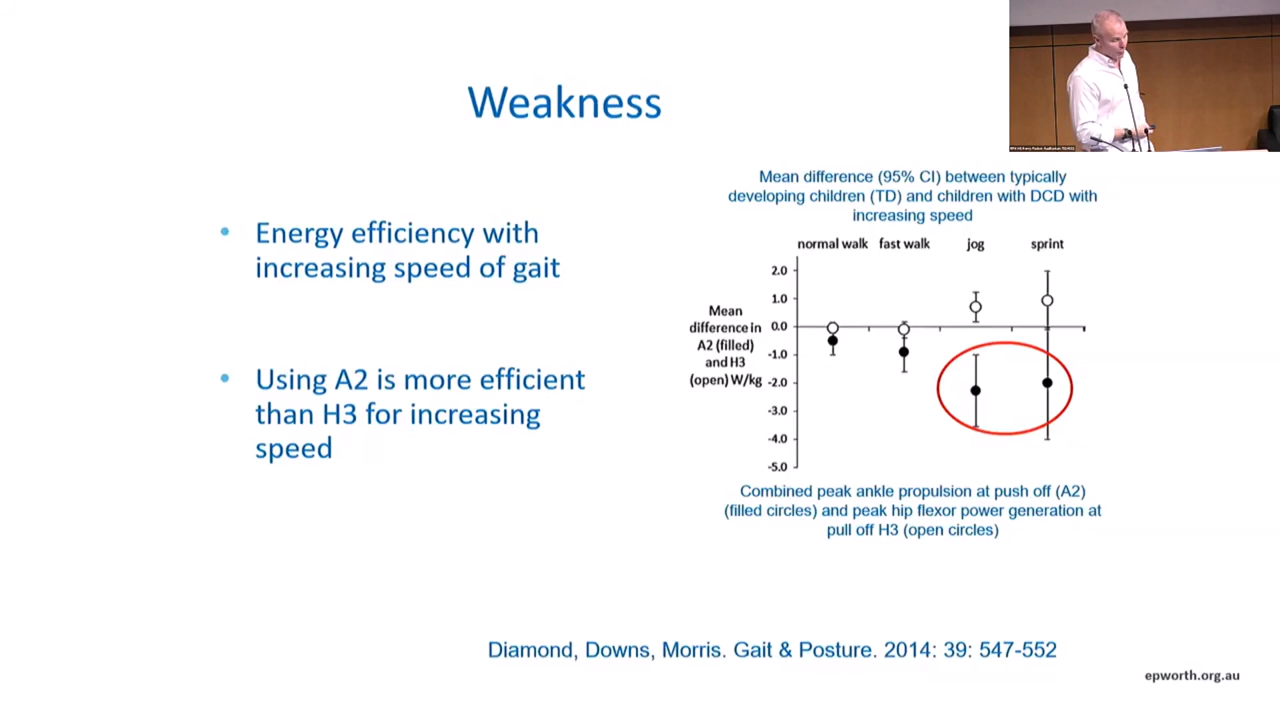 Weakness
• Energy efficiency with
increasing speed of gait
• Using A2 is more efficient
than H3 for increasing
speed
Mean difference (95% CI) between typically
developing children (TD) and children with DCD with
increasing speed
normal walk fast walk jog sprint
2.0
1.0
0.0
-1.0
-2.0
-3.0
-4.0
-5.0
Mean
difference in
A2 (filled)
and H3
(open) W/kg
Combined peak ankle propulsion at push off (A2)
(filled circles) and peak hip flexor power generation at
pull off H3 (open circles)
Diamond, Downs, Morris. Gait & Posture. 2014: 39: 547-552
epworth.org.au